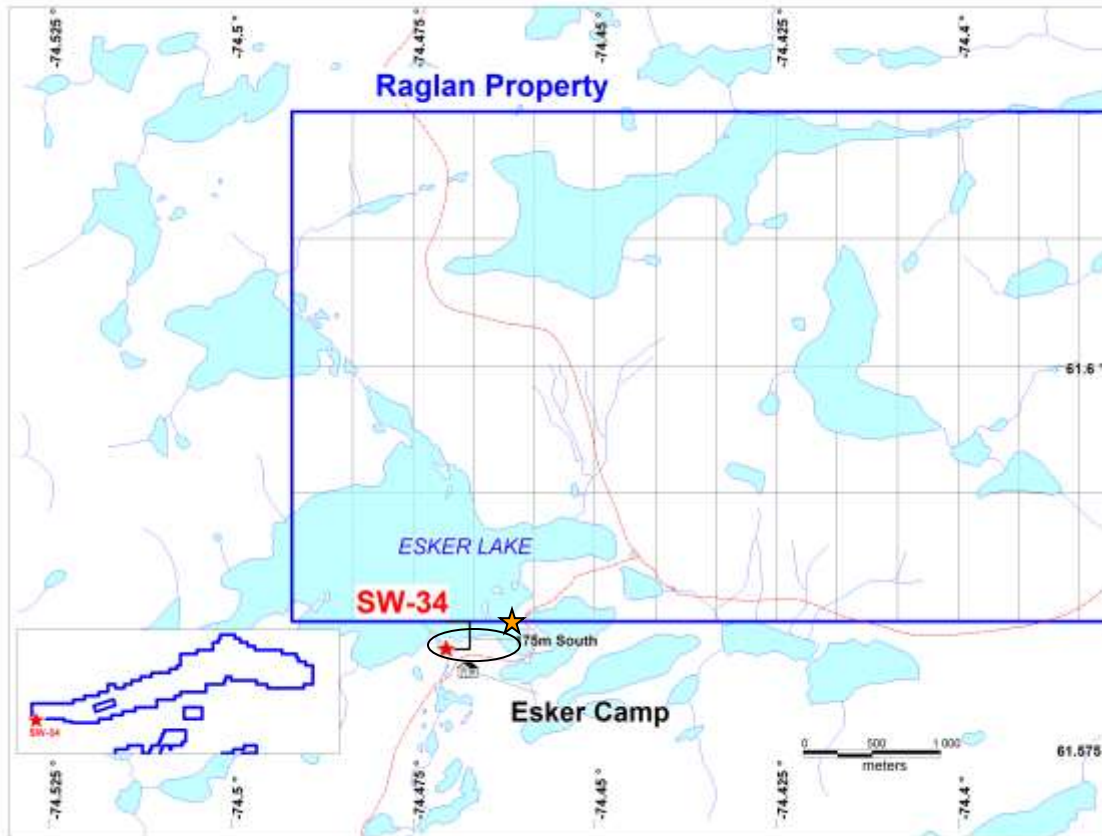 -74.525 °
-74.5 °
-74.475 °
-74.45 °
-74.425 °
-74.4 °
Raglan Property
61.6 °
ESKER LAKE
SW-34
175m South
SW-34
Esker Camp
0 500 1 000
meters
61.575
-74.525 °
-74.5 °
-74.475 °
-74.45 °
-74.425 °
-74.4 °